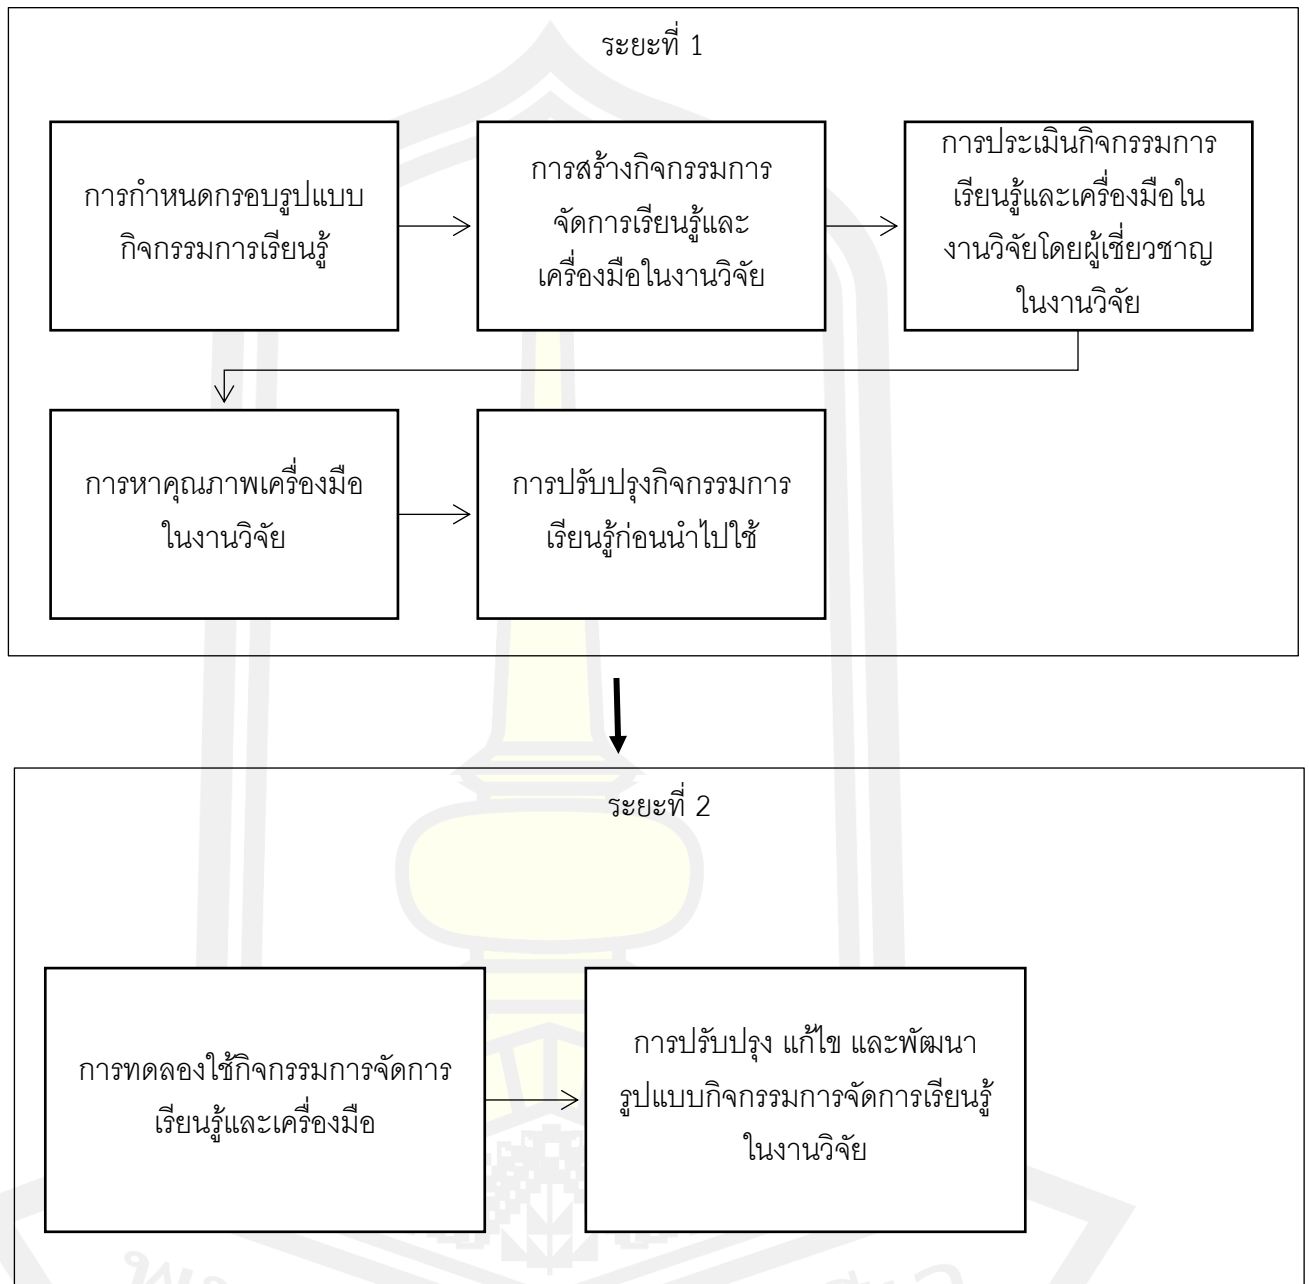 ระยะที่ 1
การกำหนดกรอบรูปแบบ
กิจกรรมการเรียนรู้
การสร้างกิจกรรมการ
จัดการเรียนรู้และ
เครื่องมือในงานวิจัย
การประเมินกิจกรรมการ
เรียนรู้และเครื่องมือใน
งานวิจัยโดยผู้เชี่ยวชาญ
ในงานวิจัย
การหาคุณภาพเครื่องมือ
ในงานวิจัย
การปรับปรุงกิจกรรมการ
เรียนรู้ก่อนนำไปใช้
ระยะที่ 2
การทดลองใช้กิจกรรมการจัดการ
เรียนรู้และเครื่องมือ
การปรับปรุง แก้ไข และพัฒนา
รูปแบบกิจกรรมการจัดการเรียนรู้
ในงานวิจัย